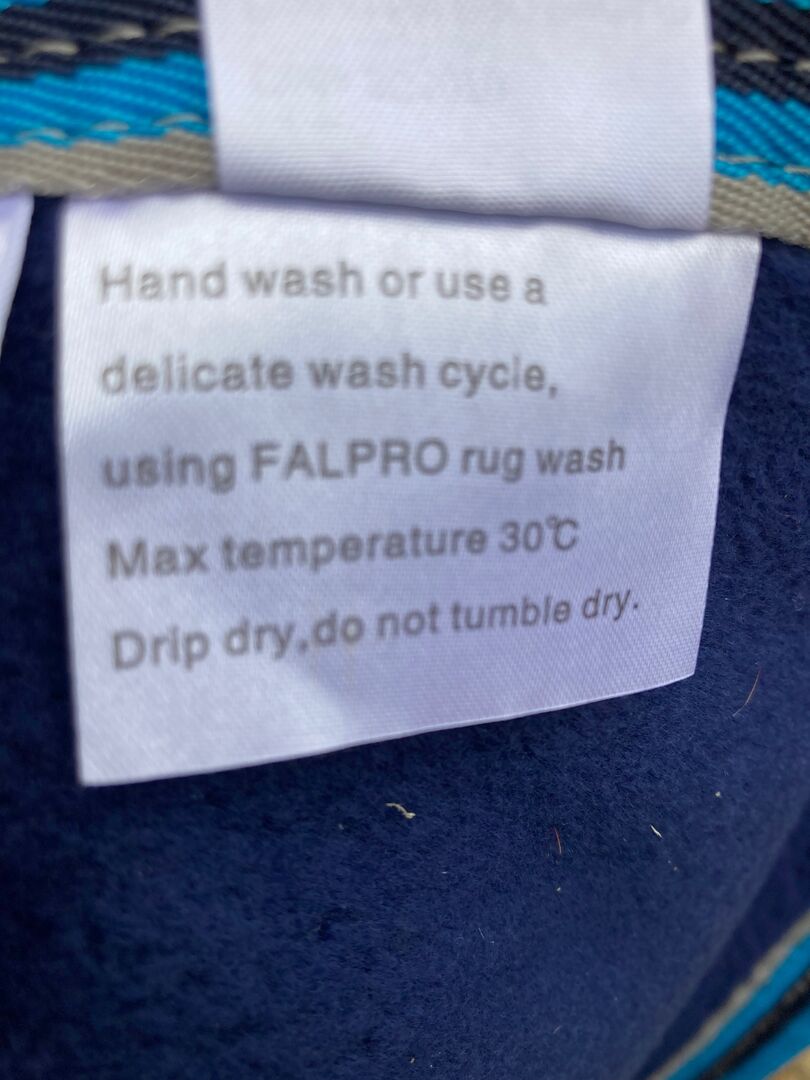 Hand wash or use a
delicate wash cycle,
using FALPRO rug wash
Max temperature 30℃
Drip dry,do not tumble dry.